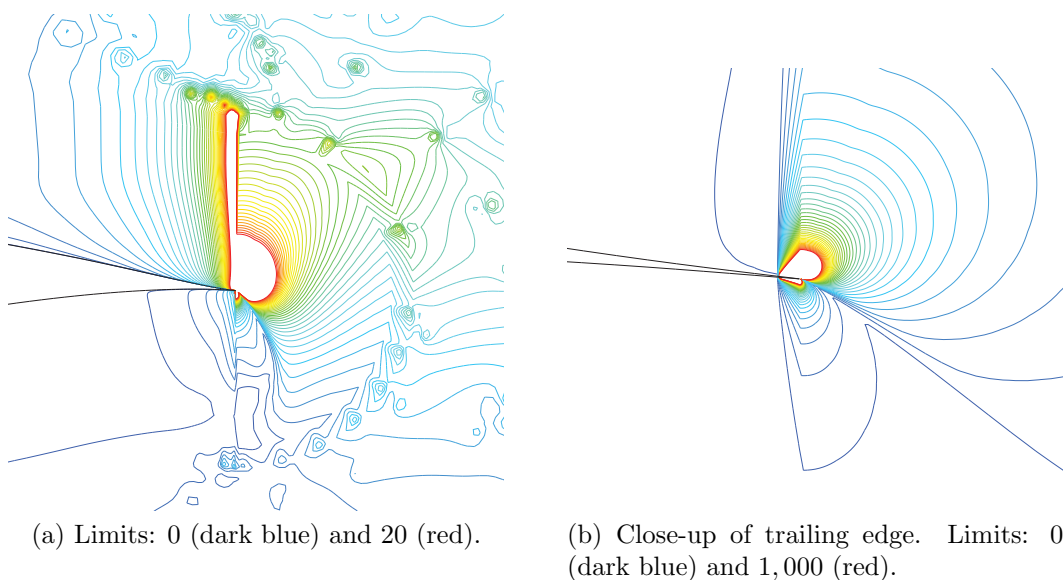 (a) Limits: 0 (dark blue) and 20 (red).
(b) Close-up of trailing edge. Limits: 0
(dark blue) and 1,000 (red).